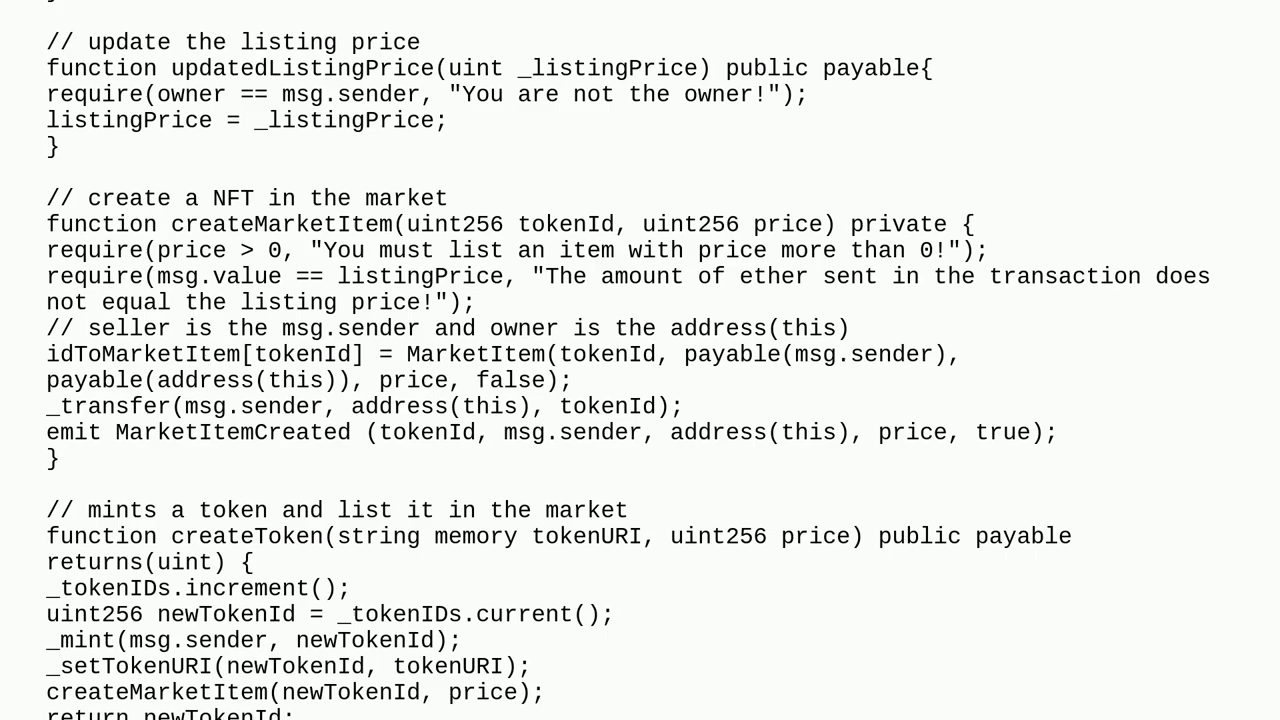 }
// update the listing price
function updatedListingPrice(uint _listingPrice) public payable{
require(owner == msg.sender, "You are not the owner!");
listingPrice = _listingPrice;
}
// create a NFT in the market
function createMarketItem(uint256 tokenId, uint256 price) private {
require(price > 0, "You must list an item with price more than 0!");
require(msg.value == listingPrice, "The amount of ether sent in the transaction does
not equal the listing price!");
// seller is the msg.sender and owner is the address(this)
idToMarketItem[tokenId] = MarketItem(tokenId, payable(msg.sender),
payable(address(this)), price, false);
_transfer(msg.sender, address(this), tokenId);
emit MarketItemCreated (tokenId, msg.sender, address(this), price, true);
}
// mints a token and list it in the market
function createToken(string memory tokenURI, uint256 price) public payable
returns(uint) {
_tokenIDs.increment();
uint256 newTokenId = _tokenIDs.current();
_mint(msg.sender, newTokenId);
_setTokenURI(newTokenId, tokenURI);
createMarketItem(newTokenId, price);
return newTokenId;